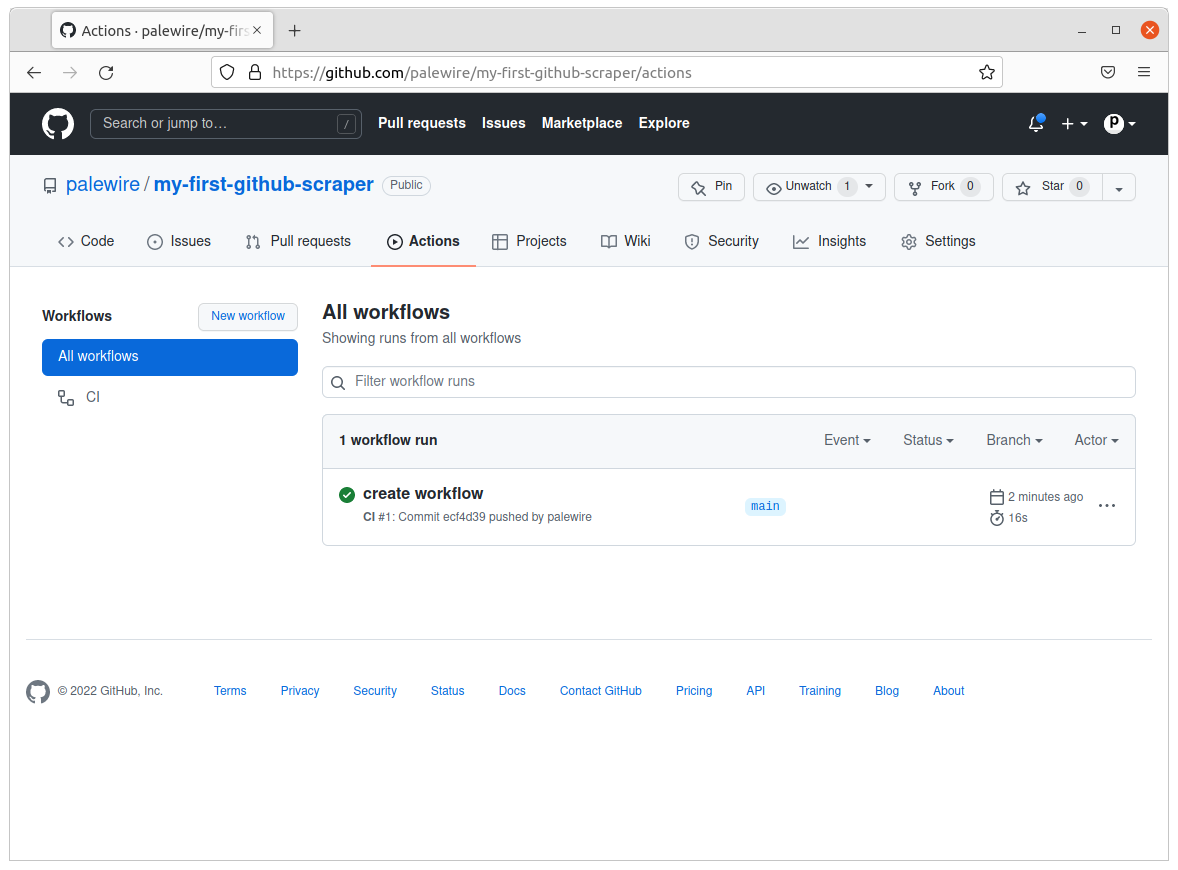 Actions · palewire/my-firs
https://github.com/palewire/my-first-github-scraper/actions
Search or jump to… / Pull requests Issues Marketplace Explore
palewire / my-first-github-scraper Public Pin Unwatch 1 Fork 0 Star 0
Code Issues Pull requests Actions Projects Wiki Security Insights Settings
Workflows New workflow
All workflows
CI
All workflows
Showing runs from all workflows
Filter workflow runs
1 workflow run Event Status Branch Actor
create workflow
CI #1: Commit ecf4d39 pushed by palewire
main
2 minutes ago
16s
© 2022 GitHub, Inc. Terms Privacy Security Status Docs Contact GitHub Pricing API Training Blog About